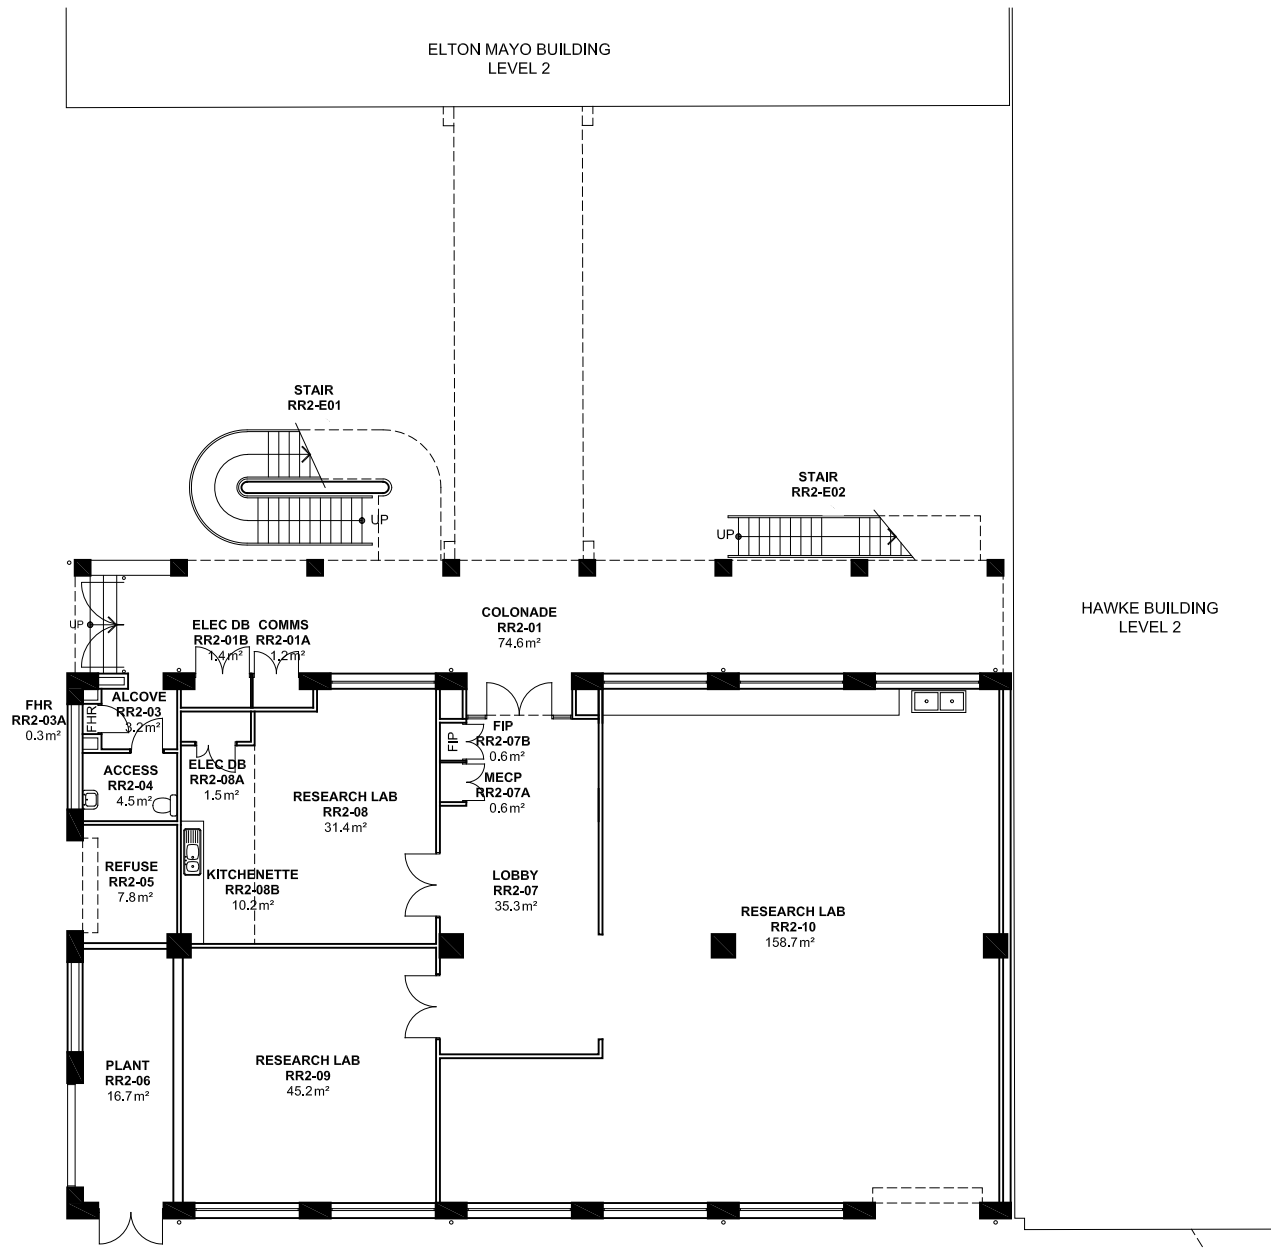 ELTON MAYO BUILDING
LEVEL 2
STAIR
RR2-E01
STAIR
RR2-E02
UP
UP
HAWKE BUILDING
LEVEL 2
UP
ELEC DB
RR2-01B
1.4m²
COMMS
RR2-01A
1.2m²
COLONADE
RR2-01
74.6m²
FHR
RR2-03A
0.3m²
FHR
ALCOVE
RR2-03
3.2m²
FIP
FIP
RR2-07B
0.6m²
ACCESS
RR2-04
4.5m²
ELEC DB
RR2-08A
1.5m²
MECP
RR2-07A
0.6m²
RESEARCH LAB
RR2-08
31.4m²
REFUSE
RR2-05
7.8m²
KITCHENETTE
RR2-08B
10.2m²
LOBBY
RR2-07
35.3m²
RESEARCH LAB
RR2-10
158.7m²
PLANT
RR2-06
16.7m²
RESEARCH LAB
RR2-09
45.2m²